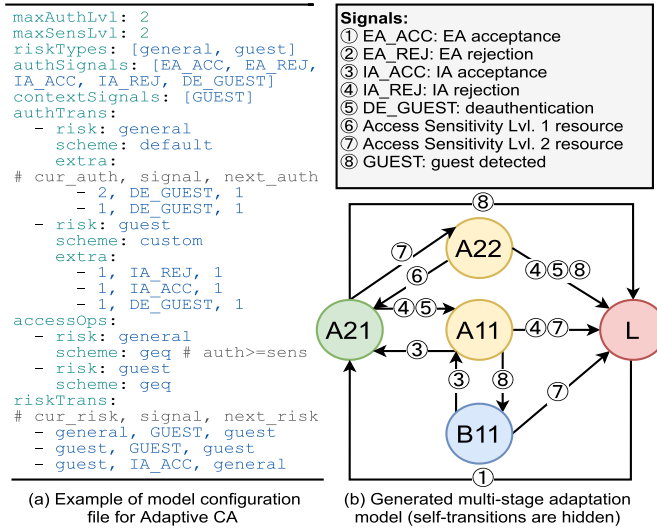 maxAuthLvl: 2
maxSensLvl: 2
riskTypes: [general, guest]
authSignals: [EA_ACC, EA_REJ,
IA_ACC, IA_REJ, DE_GUEST]
contextSignals: [GUEST]
authTrans:
- risk: general
scheme: default
extra:
# cur_auth, signal, next_auth
- 2, DE_GUEST, 1
- 1, DE_GUEST, 1
- risk: guest
scheme: custom
extra:
- 1, IA_REJ, 1
- 1, IA_ACC, 1
- 1, DE_GUEST, 1
accessOps:
- risk: general
scheme: geq # auth>=sens
- risk: guest
scheme: geq
riskTrans:
# cur_risk, signal, next_risk
- general, GUEST, guest
- guest, GUEST, guest
- guest, IA_ACC, general
(a) Example of model configuration
file for Adaptive CA
Signals:
① EA_ACC: EA acceptance
② EA_REJ: EA rejection
③ IA_ACC: IA acceptance
④ IA_REJ: IA rejection
⑤ DE_GUEST: deauthentication
⑥ Access Sensitivity Lvl. 1 resource
⑦ Access Sensitivity Lvl. 2 resource
⑧ GUEST: guest detected
⑧
⑦
A22
⑥
④⑤⑧
A21
④⑤
A11
④⑦
L
③
③
⑧
⑦
B11
①
(b) Generated multi-stage adaptation
model (self-transitions are hidden)